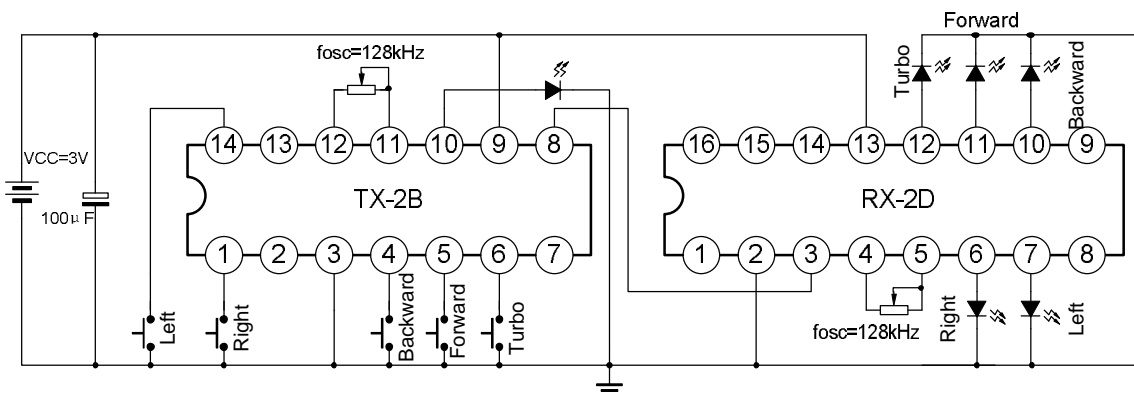 Forward
fosc=128kHz
Turbo
Backward
14 13 12 11 10 9 8
16 15 14 13 12 11 10 9
VCC=3V
TX-2B
RX-2D
100μF
1 2 3 4 5 6 7
1 2 3 4 5 6 7 8
Left
Right
Backward
Forward
Turbo
fosc=128kHz
Right
Left